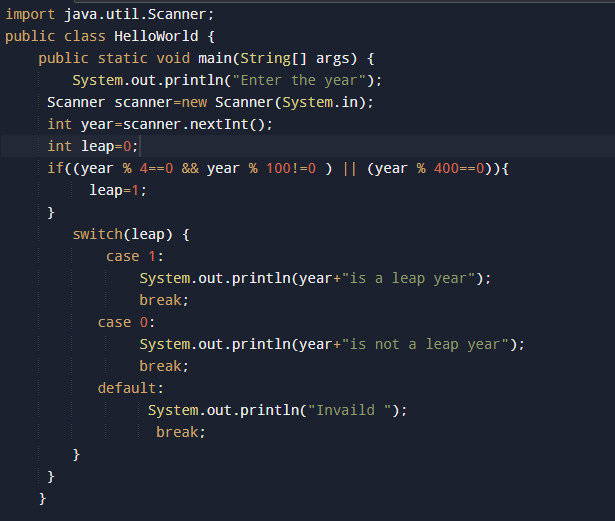 import java.util.Scanner;
public class HelloWorld {
    public static void main(String[] args) {
        System.out.println("Enter the year");
     Scanner scanner=new Scanner(System.in);
     int year=scanner.nextInt();
     int leap=0;
     if((year % 4==0 && year % 100!=0 ) || (year % 400==0)){
          leap=1;
     }
        switch(leap) {
            case 1:
                System.out.println(year+"is a leap year");
                break;
           case 0:
                System.out.println(year+"is not a leap year");
                break;
           default:
                 System.out.println("Invaild ");
                  break;
        }
     }
    }